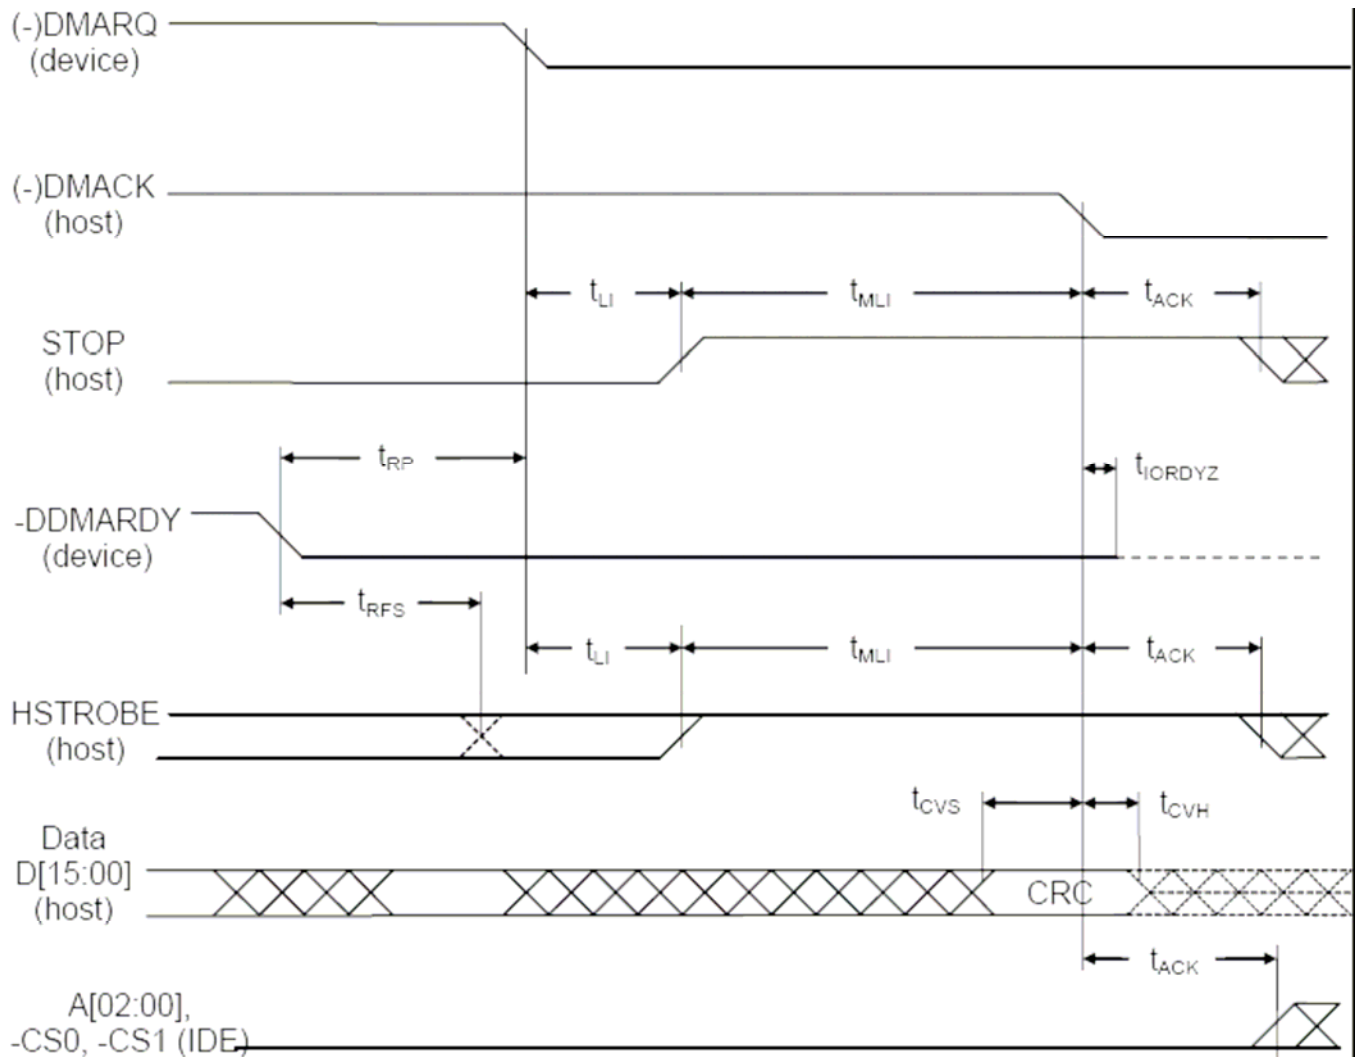 (-)DMARQ
(device)
(-)DMACK
(host)
tLI tMLI tACK
STOP
(host)
tRP
tIORDYZ
-DDMARDY
(device)
tRFS
tLI tMLI tACK
HSTROBE
(host)
tCVS tCVH
Data
D[15:00]
(host)
CRC
tACK
A[02:00],
-CS0, -CS1 (IDE)